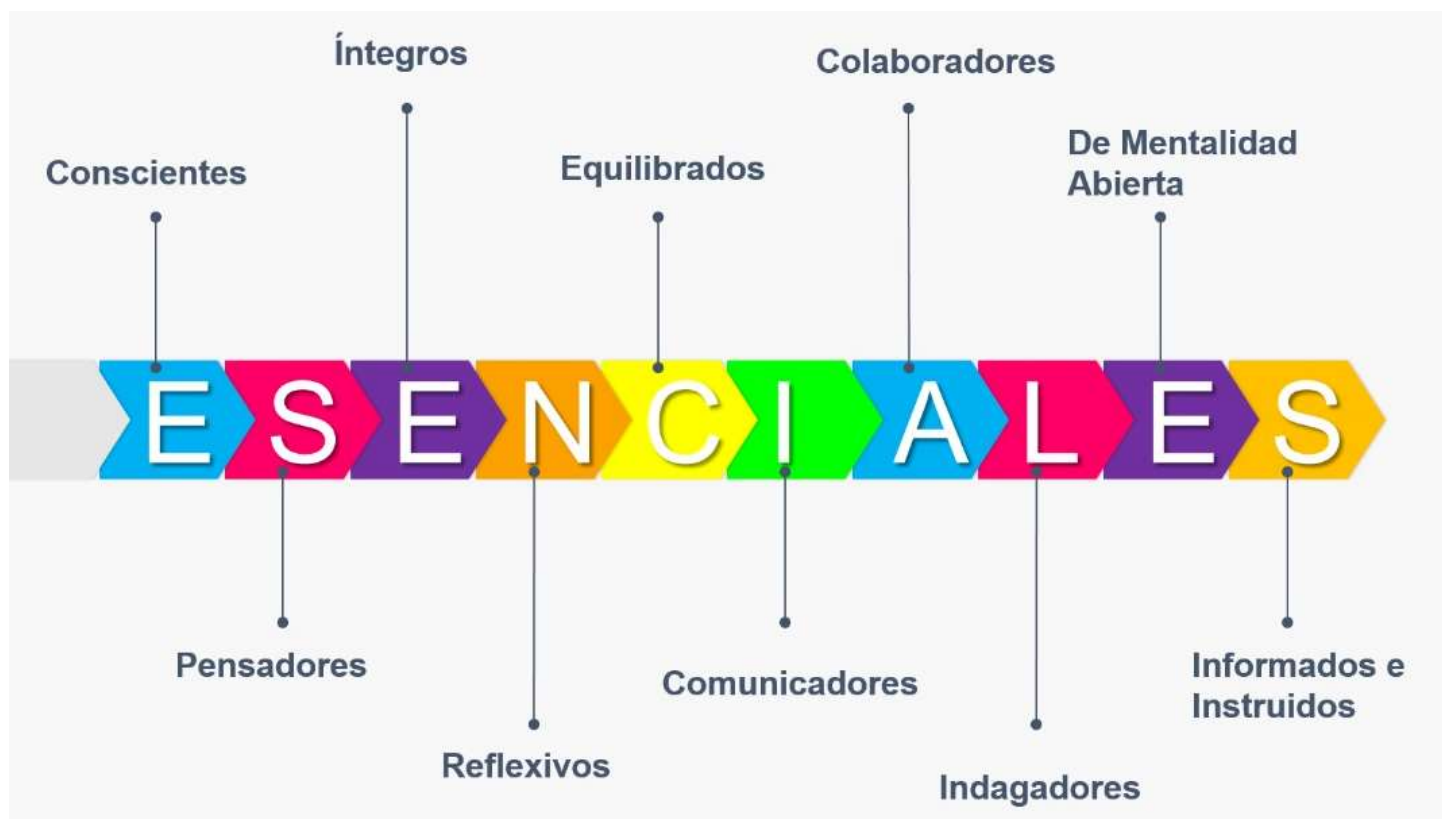 Íntegros
Colaboradores
De Mentalidad
Abierta
Conscientes
Equilibrados
ESENCIALES
Pensadores
Comunicadores
Informados e
Instruidos
Reflexivos
Indagadores